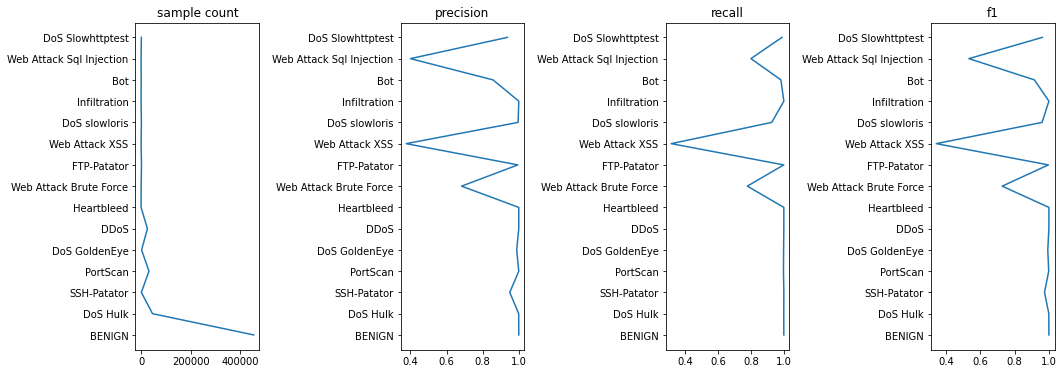 sample count
DoS Slowhttptest
Web Attack Sql Injection
Bot
Infiltration
DoS slowloris
Web Attack XSS
FTP-Patator
Web Attack Brute Force
Heartbleed
DDoS
DoS GoldenEye
PortScan
SSH-Patator
DoS Hulk
BENIGN
0 200000 400000
precision
DoS Slowhttptest
Web Attack Sql Injection
Bot
Infiltration
DoS slowloris
Web Attack XSS
FTP-Patator
Web Attack Brute Force
Heartbleed
DDoS
DoS GoldenEye
PortScan
SSH-Patator
DoS Hulk
BENIGN
0.4 0.6 0.8 1.0
recall
DoS Slowhttptest
Web Attack Sql Injection
Bot
Infiltration
DoS slowloris
Web Attack XSS
FTP-Patator
Web Attack Brute Force
Heartbleed
DDoS
DoS GoldenEye
PortScan
SSH-Patator
DoS Hulk
BENIGN
0.4 0.6 0.8 1.0
f1
DoS Slowhttptest
Web Attack Sql Injection
Bot
Infiltration
DoS slowloris
Web Attack XSS
FTP-Patator
Web Attack Brute Force
Heartbleed
DDoS
DoS GoldenEye
PortScan
SSH-Patator
DoS Hulk
BENIGN
0.4 0.6 0.8 1.0